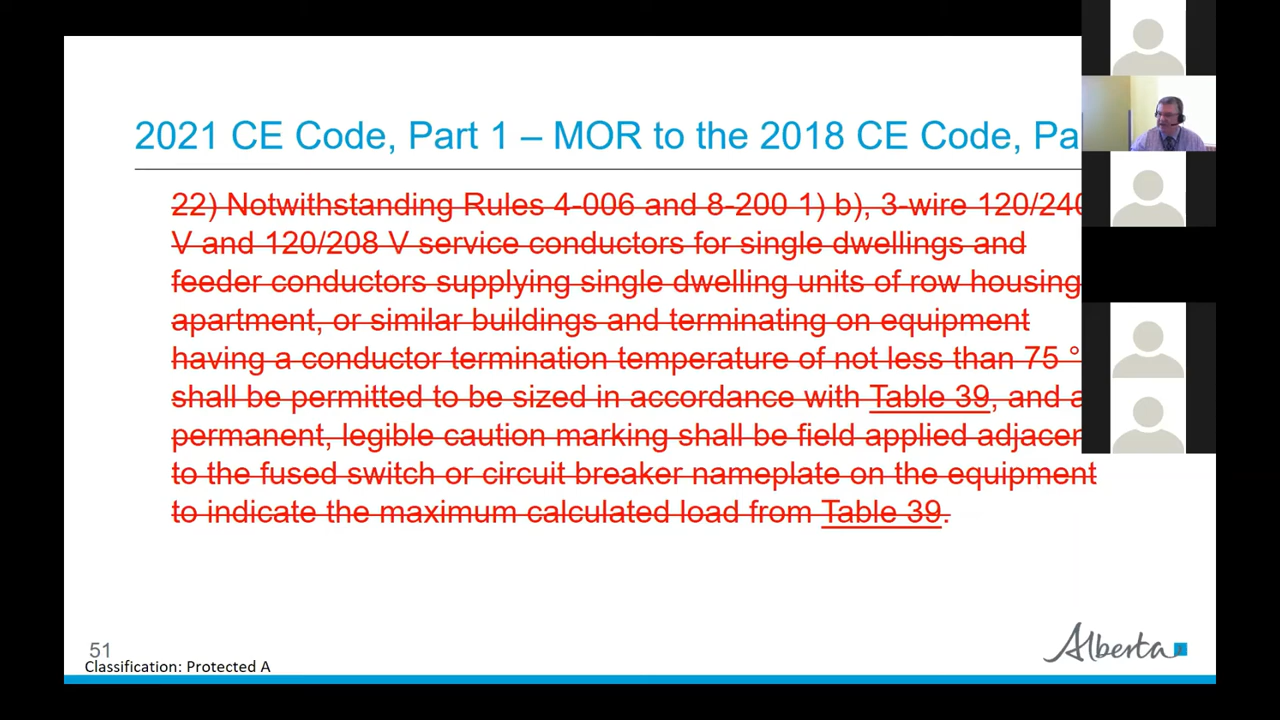 2021 CE Code, Part 1 – MOR to the 2018 CE Code, Pa
22) Notwithstanding Rules 4-006 and 8-200 1) b), 3-wire 120/240
V and 120/208 V service conductors for single dwellings and
feeder conductors supplying single dwelling units of row housing
apartment, or similar buildings and terminating on equipment
having a conductor termination temperature of not less than 75 °
shall be permitted to be sized in accordance with Table 39, and a
permanent, legible caution marking shall be field applied adjacen
to the fused switch or circuit breaker nameplate on the equipment
to indicate the maximum calculated load from Table 39.
51
Classification: Protected A
Alberta